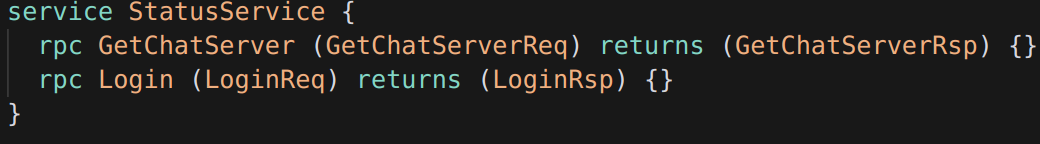 service StatusService {
  rpc GetChatServer (GetChatServerReq) returns (GetChatServerRsp) {}
  rpc Login (LoginReq) returns (LoginRsp) {}
}